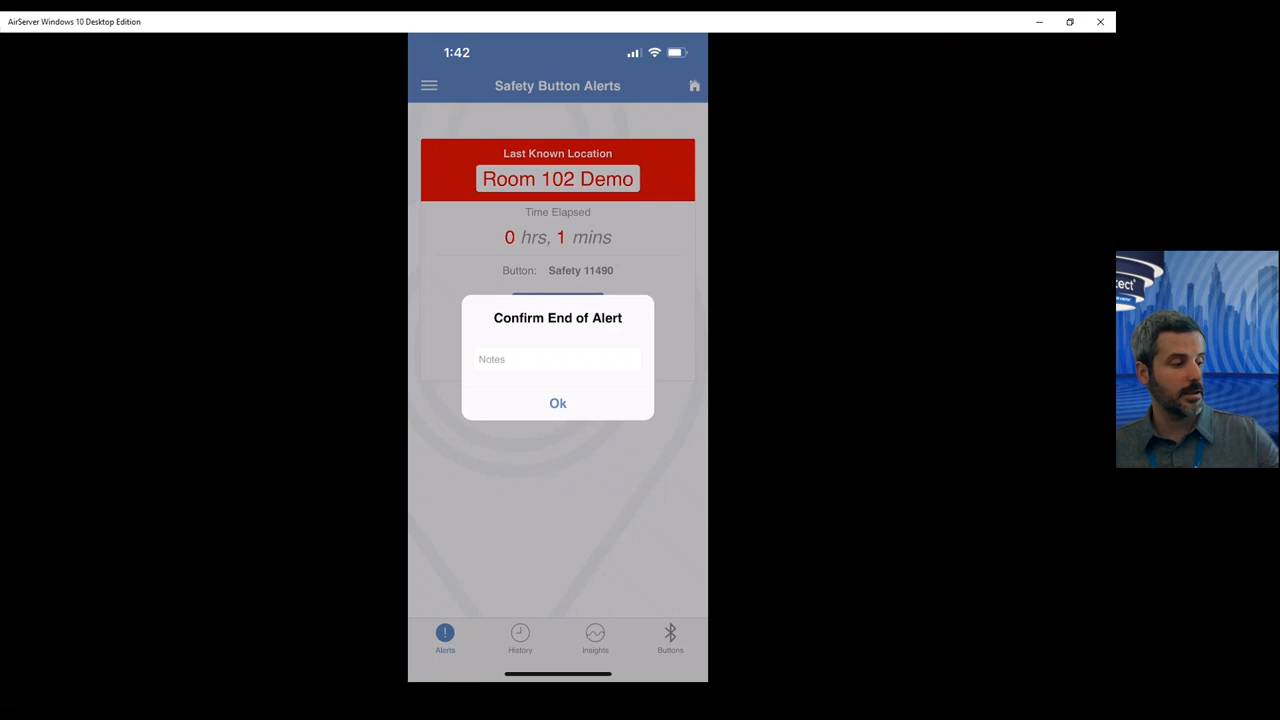 AirServer Windows 10 Desktop Edition
1:42
Safety Button Alerts
Last Known Location
Room 102 Demo
Time Elapsed
0 hrs, 1 mins
Button: Safety 11490
Confirm End of Alert
Notes
Ok
!
Alerts
History
Insights
Buttons
ect